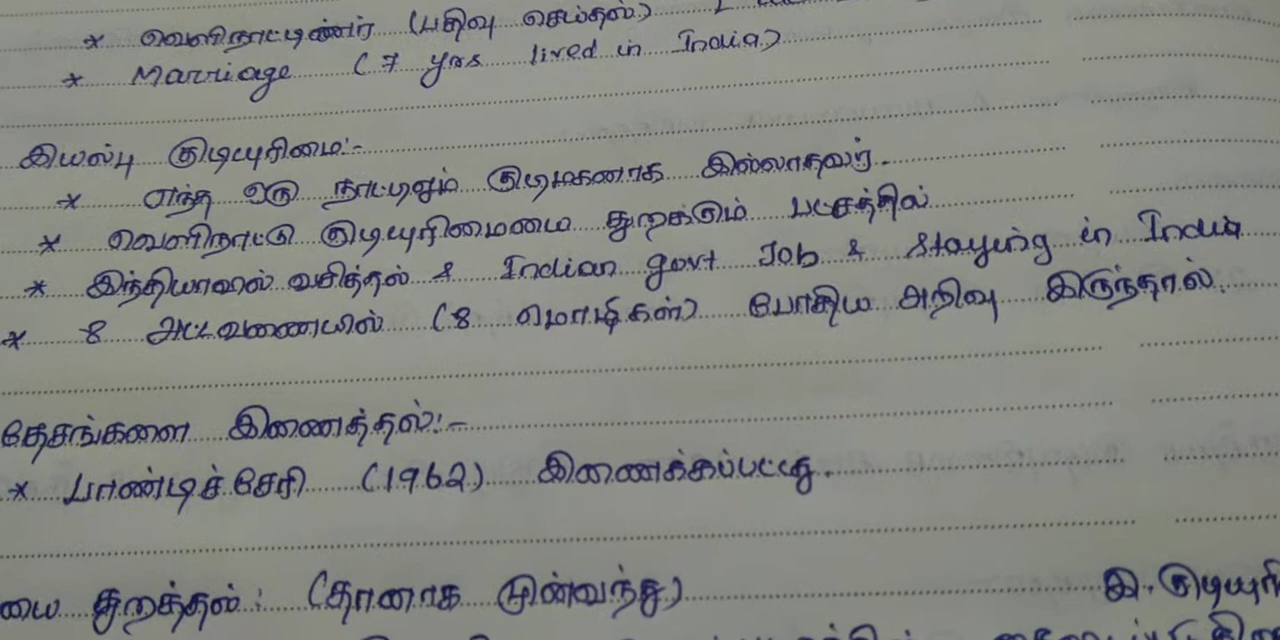 * வெளிநாட்டினர் (பதிவு செய்தல்)
* Marriage (7 yrs lived in India)
இயல்பு குடியுரிமை:-
* எந்த ஒரு நாட்டிலும் குடிமகனாக இல்லாதவர்.
* வெளிநாட்டு குடியுரிமைமை துறக்கும் பட்சத்தில்
* இந்தியாவில் வசித்தல் & Indian govt Job & staying in India
* 8 அட்டவணையில் (8 மொழிகள்) போதிய அறிவு இருந்தால்.
தேசங்களை இணைத்தல்:-
* பாண்டிச்சேரி (1962) இணைக்கப்பட்டது.
யை துறத்தல்: (தானாக முன்வந்து) இ. குடியுரி